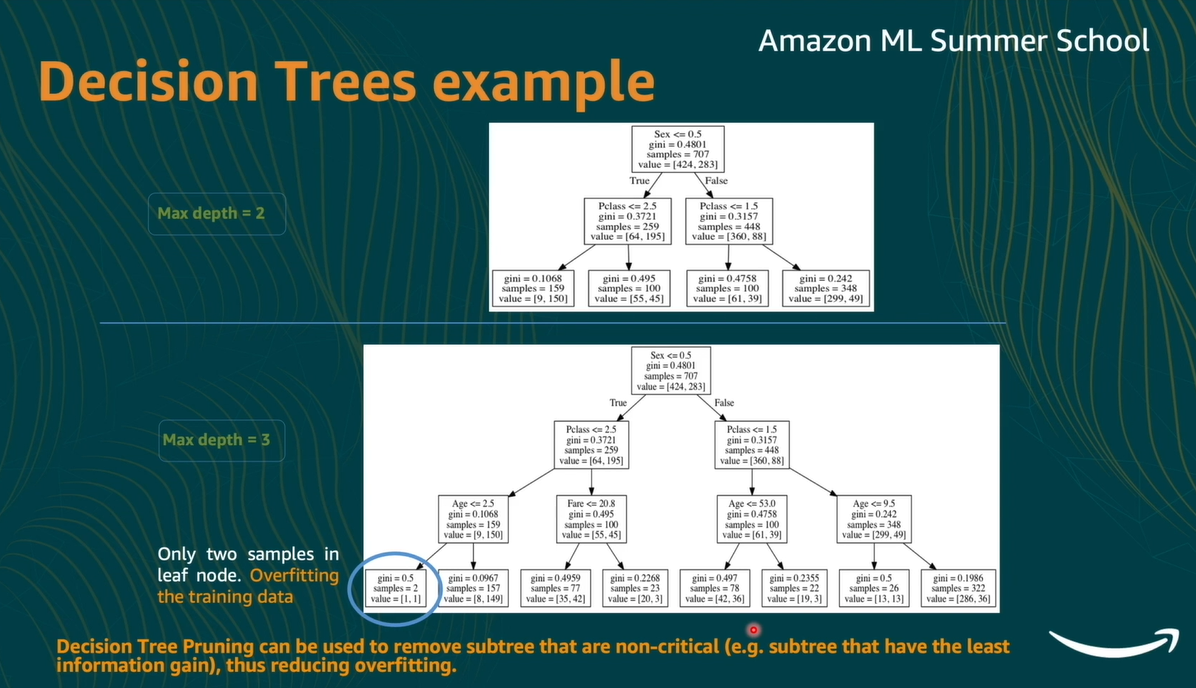 Amazon ML Summer School
Decision Trees example
Max depth = 2
Sex <= 0.5
gini = 0.4801
samples = 707
value = [424, 283]
True
False
Pclass <= 2.5
gini = 0.3721
samples = 259
value = [64, 195]
Pclass <= 1.5
gini = 0.3157
samples = 448
value = [360, 88]
gini = 0.1068
samples = 159
value = [9, 150]
gini = 0.495
samples = 100
value = [55, 45]
gini = 0.4758
samples = 100
value = [61, 39]
gini = 0.242
samples = 348
value = [299, 49]
Max depth = 3
Sex <= 0.5
gini = 0.4801
samples = 707
value = [424, 283]
True
False
Pclass <= 2.5
gini = 0.3721
samples = 259
value = [64, 195]
Pclass <= 1.5
gini = 0.3157
samples = 448
value = [360, 88]
Age <= 2.5
gini = 0.1068
samples = 159
value = [9, 150]
Fare <= 20.8
gini = 0.495
samples = 100
value = [55, 45]
Age <= 53.0
gini = 0.4758
samples = 100
value = [61, 39]
Age <= 9.5
gini = 0.242
samples = 348
value = [299, 49]
Only two samples in
leaf node. Overfitting
the training data
gini = 0.5
samples = 2
value = [1, 1]
gini = 0.0967
samples = 157
value = [8, 149]
gini = 0.4959
samples = 77
value = [35, 42]
gini = 0.2268
samples = 23
value = [20, 3]
gini = 0.497
samples = 78
value = [42, 36]
gini = 0.2355
samples = 22
value = [19, 3]
gini = 0.5
samples = 26
value = [13, 13]
gini = 0.1986
samples = 322
value = [286, 36]
Decision Tree Pruning can be used to remove subtree that are non-critical (e.g. subtree that have the least
information gain), thus reducing overfitting.